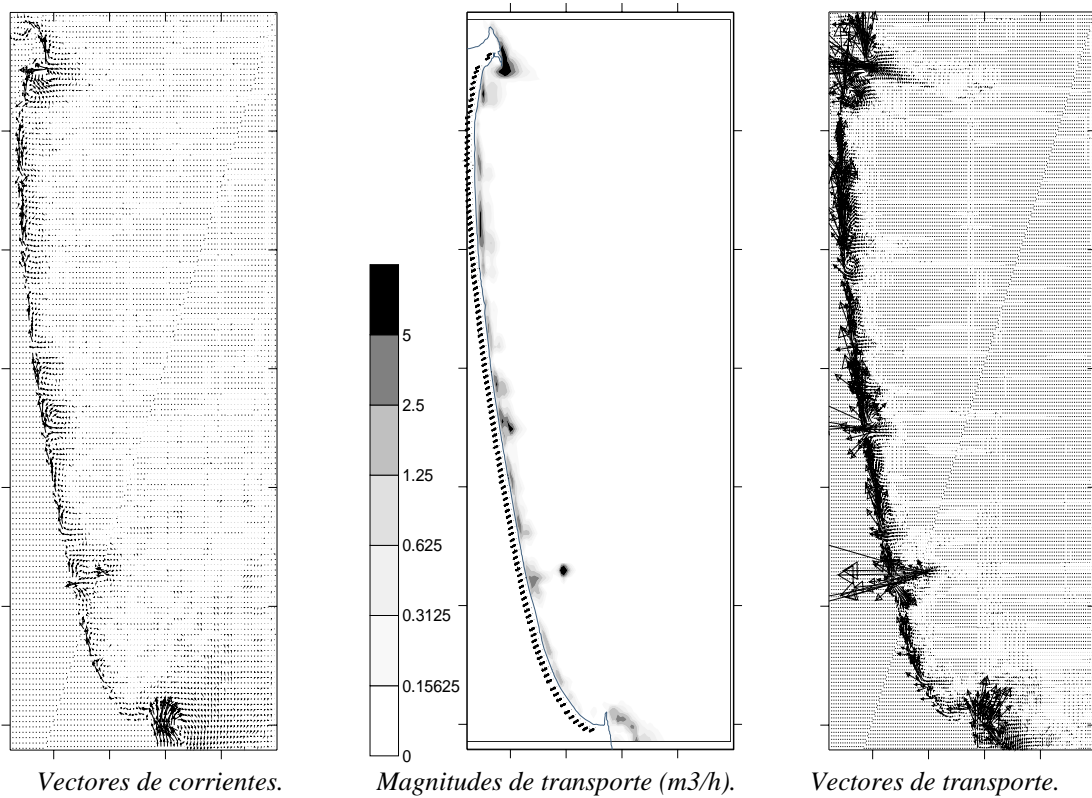 5
2.5
1.25
0.625
0.3125
0.15625
0
Vectores de corrientes.
Magnitudes de transporte (m3/h).
Vectores de transporte.